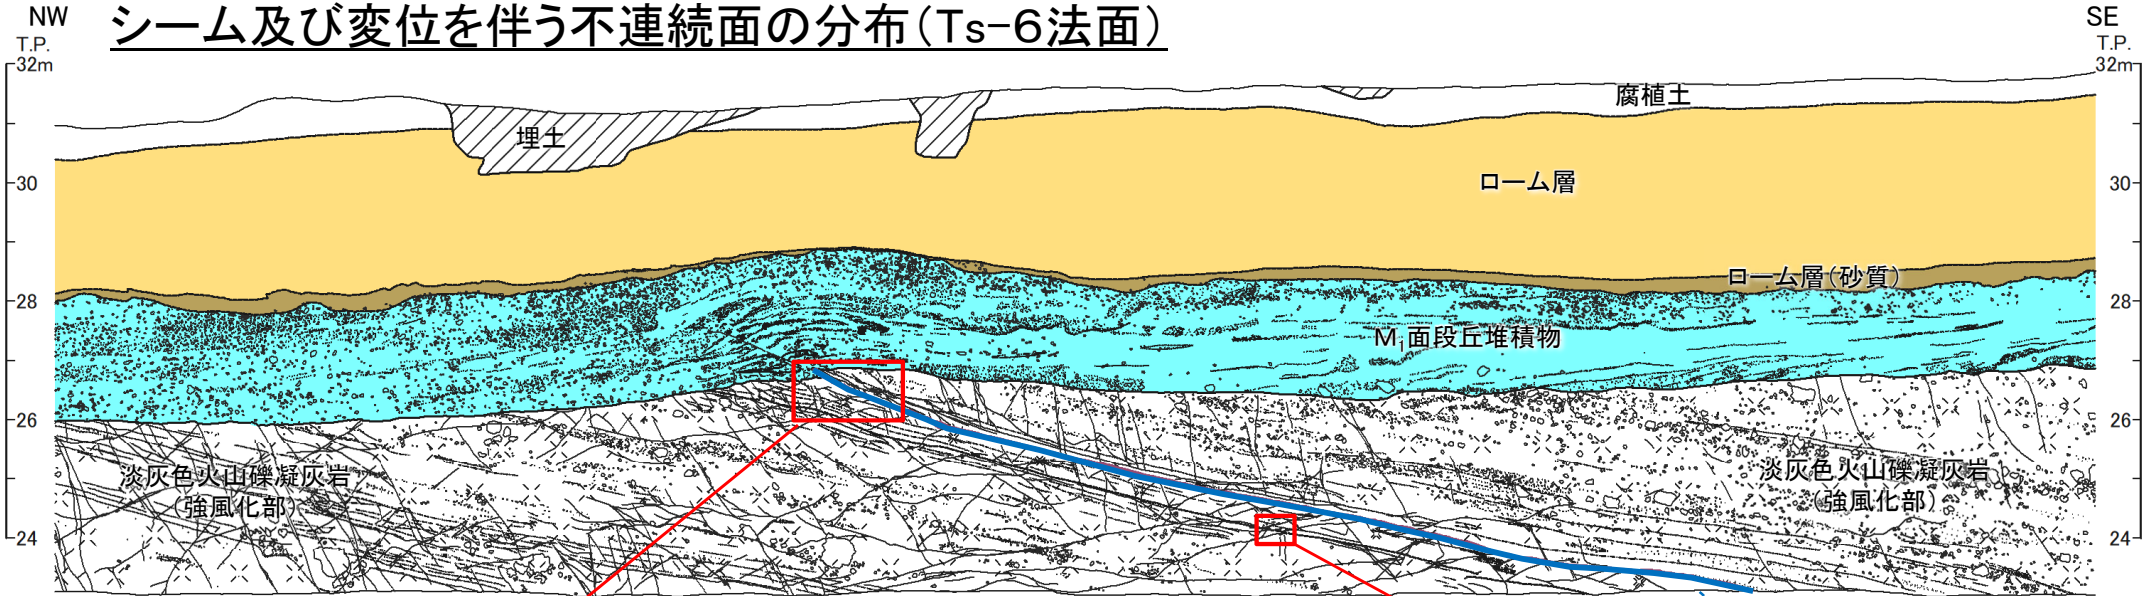 NW
シーム及び変位を伴う不連続面の分布(Ts-6法面)
SE
T.P.
T.P.
32m
32m
腐植土
埋土
30
ローム層
30
ローム層(砂質)
28
28
M1面段丘堆積物
26
26
淡灰色火山礫凝灰岩
(強風化部)
淡灰色火山礫凝灰岩
(強風化部)
24
24